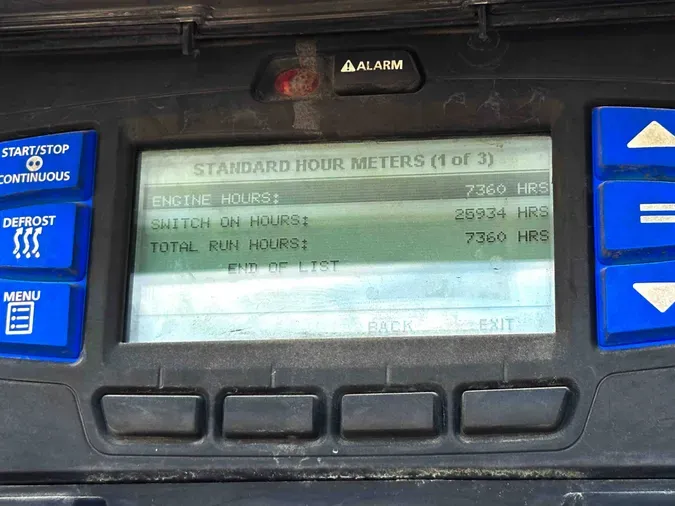 ⚠ALARM
START/STOP
CONTINUOUS
DEFROST
MENU
STANDARD HOUR METERS (1 of 3)
ENGINE HOURS: 7360 HRS
SWITCH ON HOURS: 25934 HRS
TOTAL RUN HOURS: 7360 HRS
END OF LIST
BACK EXIT